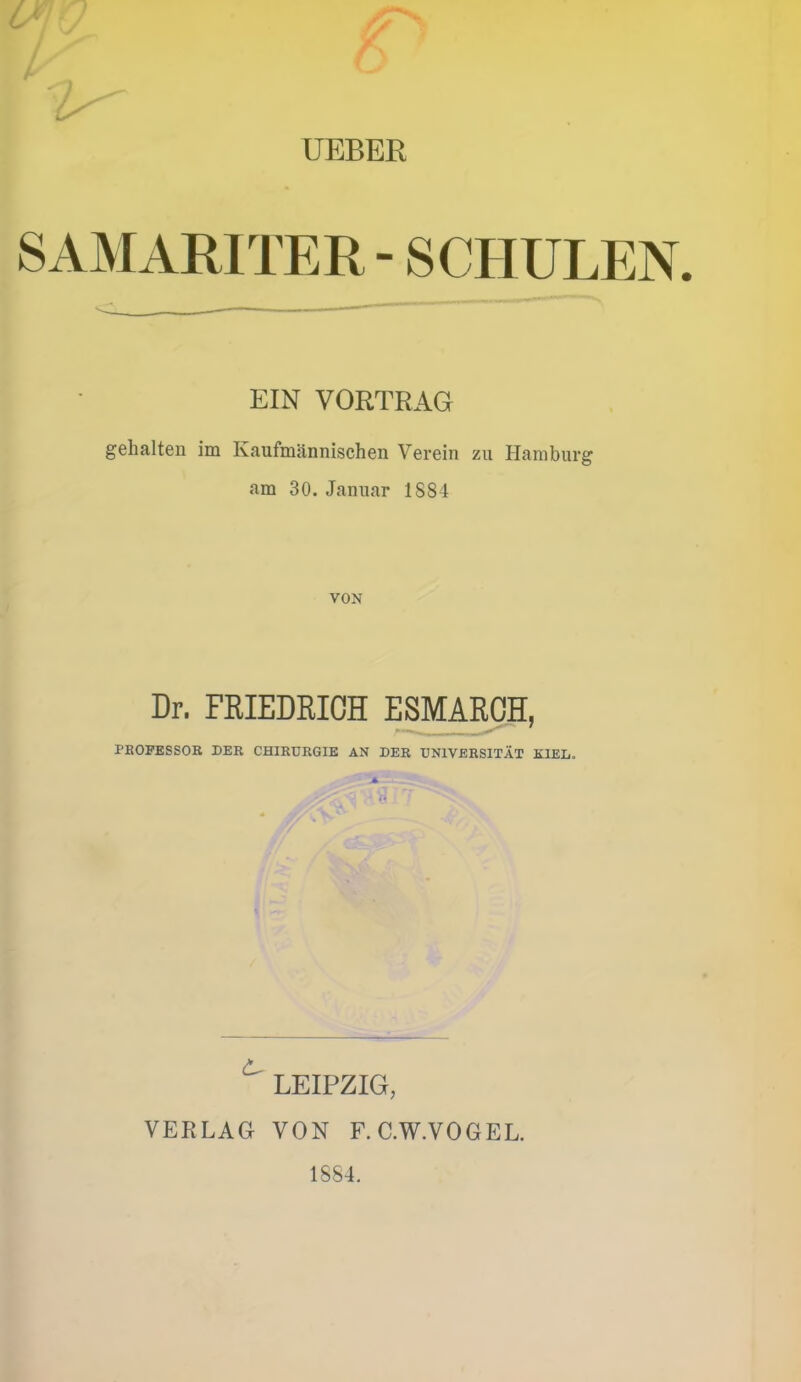 UEBER
SAMARITER - SCHULEN.
EIN VORTRAG
gehalten im Kaufmännischen Verein zu Hamburg
am 30. Januar 1884
VON
Dr. FRIEDRICH ESMARCH,
PROFESSOR DER CHIRURGIE AN DER UNIVERSITÄT KIEL.
LEIPZIG,
VERLAG VON F. C.W.VOGEL.
1884.